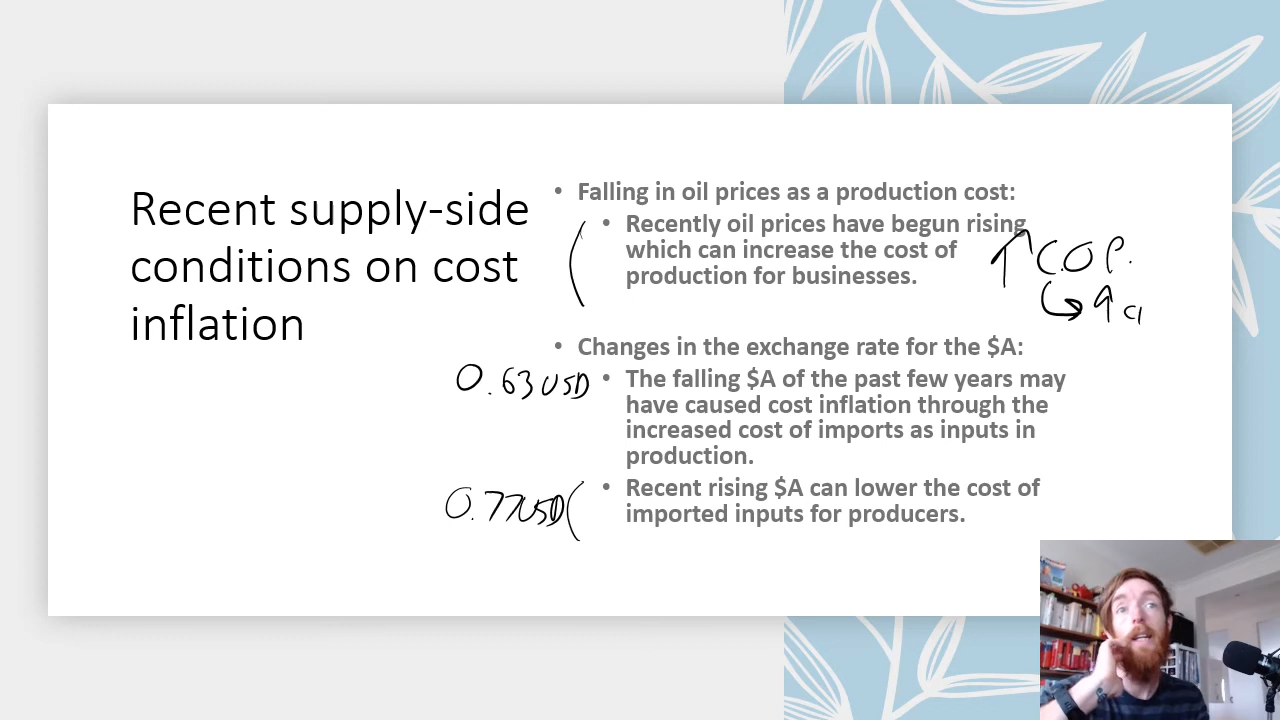 Recent supply-side
conditions on cost
inflation
• Falling in oil prices as a production cost:
• Recently oil prices have begun rising
which can increase the cost of
production for businesses.
↑ C.O.P.
↳ ↑ CI
• Changes in the exchange rate for the $A:
0.63 USD
• The falling $A of the past few years may
have caused cost inflation through the
increased cost of imports as inputs in
production.
0.77USD
• Recent rising $A can lower the cost of
imported inputs for producers.